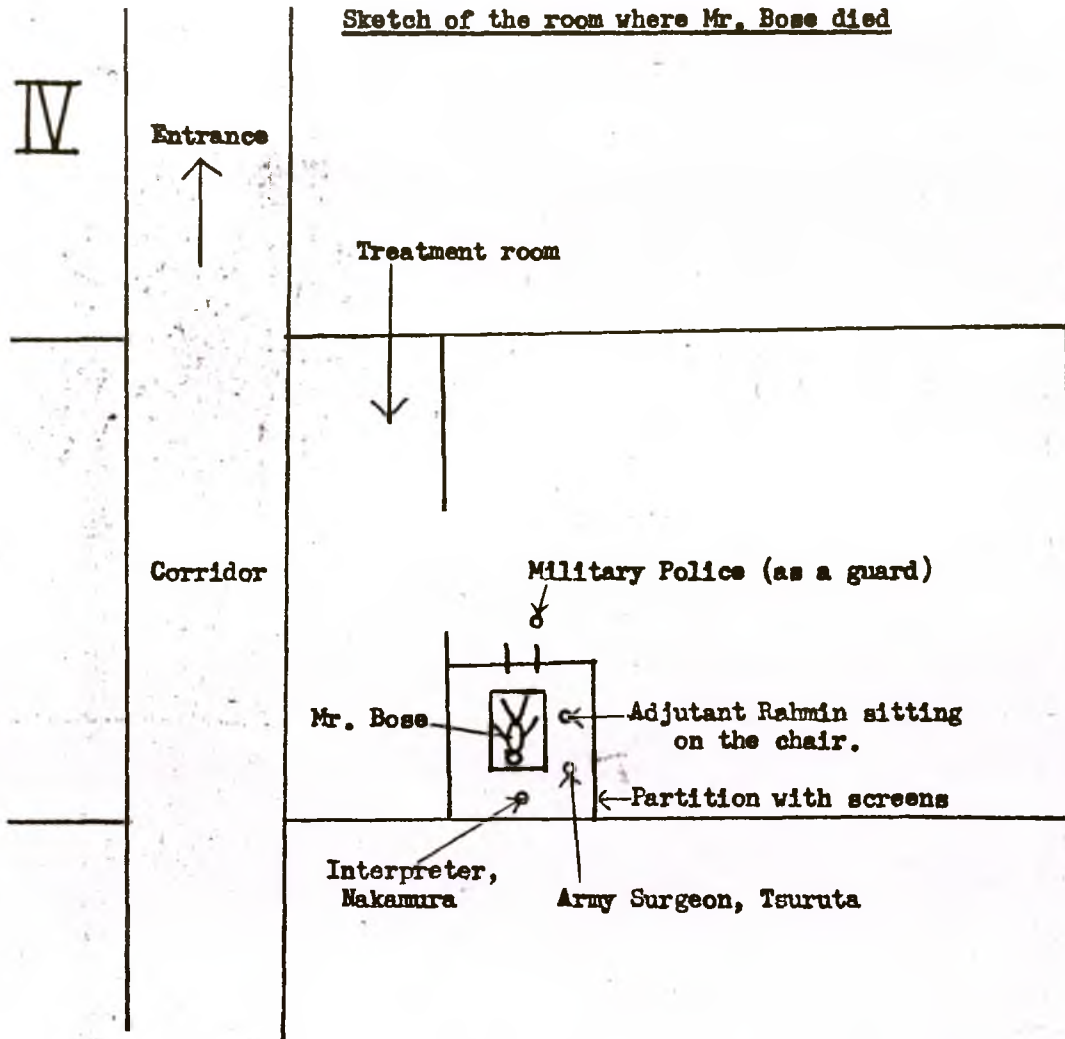 Sketch of the room where Mr. Bose died
IV
Entrance
Treatment room
Corridor
Military Police (as a guard)
Mr. Bose
Adjutant Rahmin sitting
on the chair.
Partition with screens
Interpreter,
Nakamura
Army Surgeon, Tsuruta